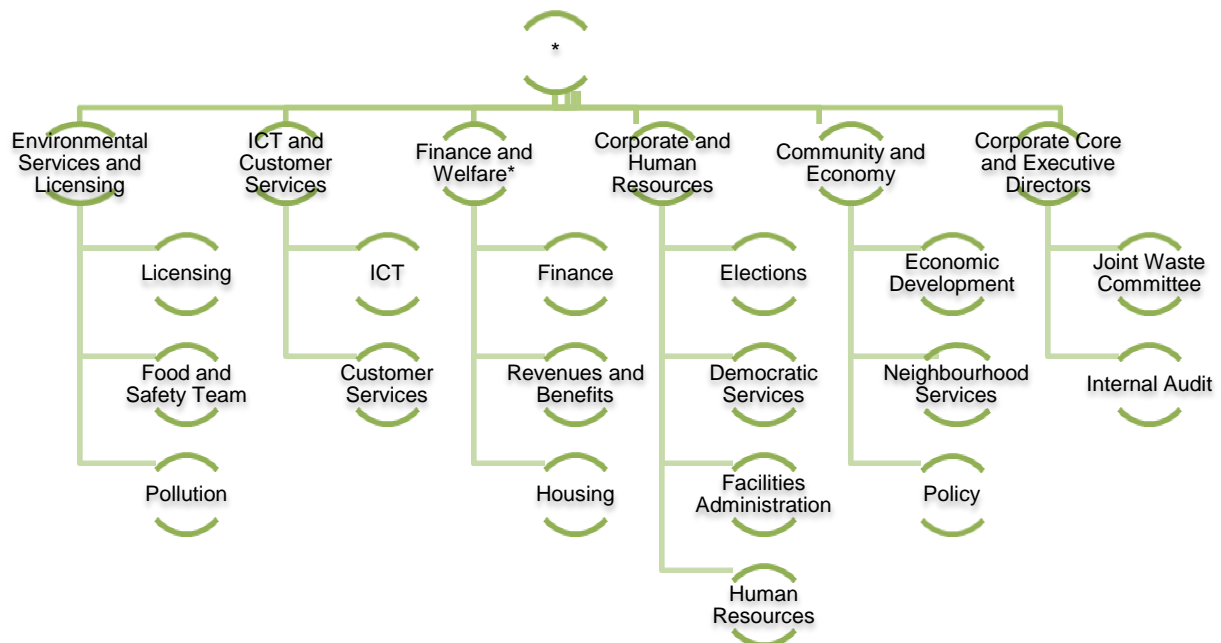 *
Environmental
Services and
Licensing
ICT and
Customer
Services
Finance and
Welfare*
Corporate and
Human
Resources
Community and
Economy
Corporate Core
and Executive
Directors
Licensing
Food and
Safety Team
Pollution
ICT
Customer
Services
Finance
Revenues and
Benefits
Housing
Elections
Democratic
Services
Facilities
Administration
Human
Resources
Economic
Development
Neighbourhood
Services
Policy
Joint Waste
Committee
Internal Audit